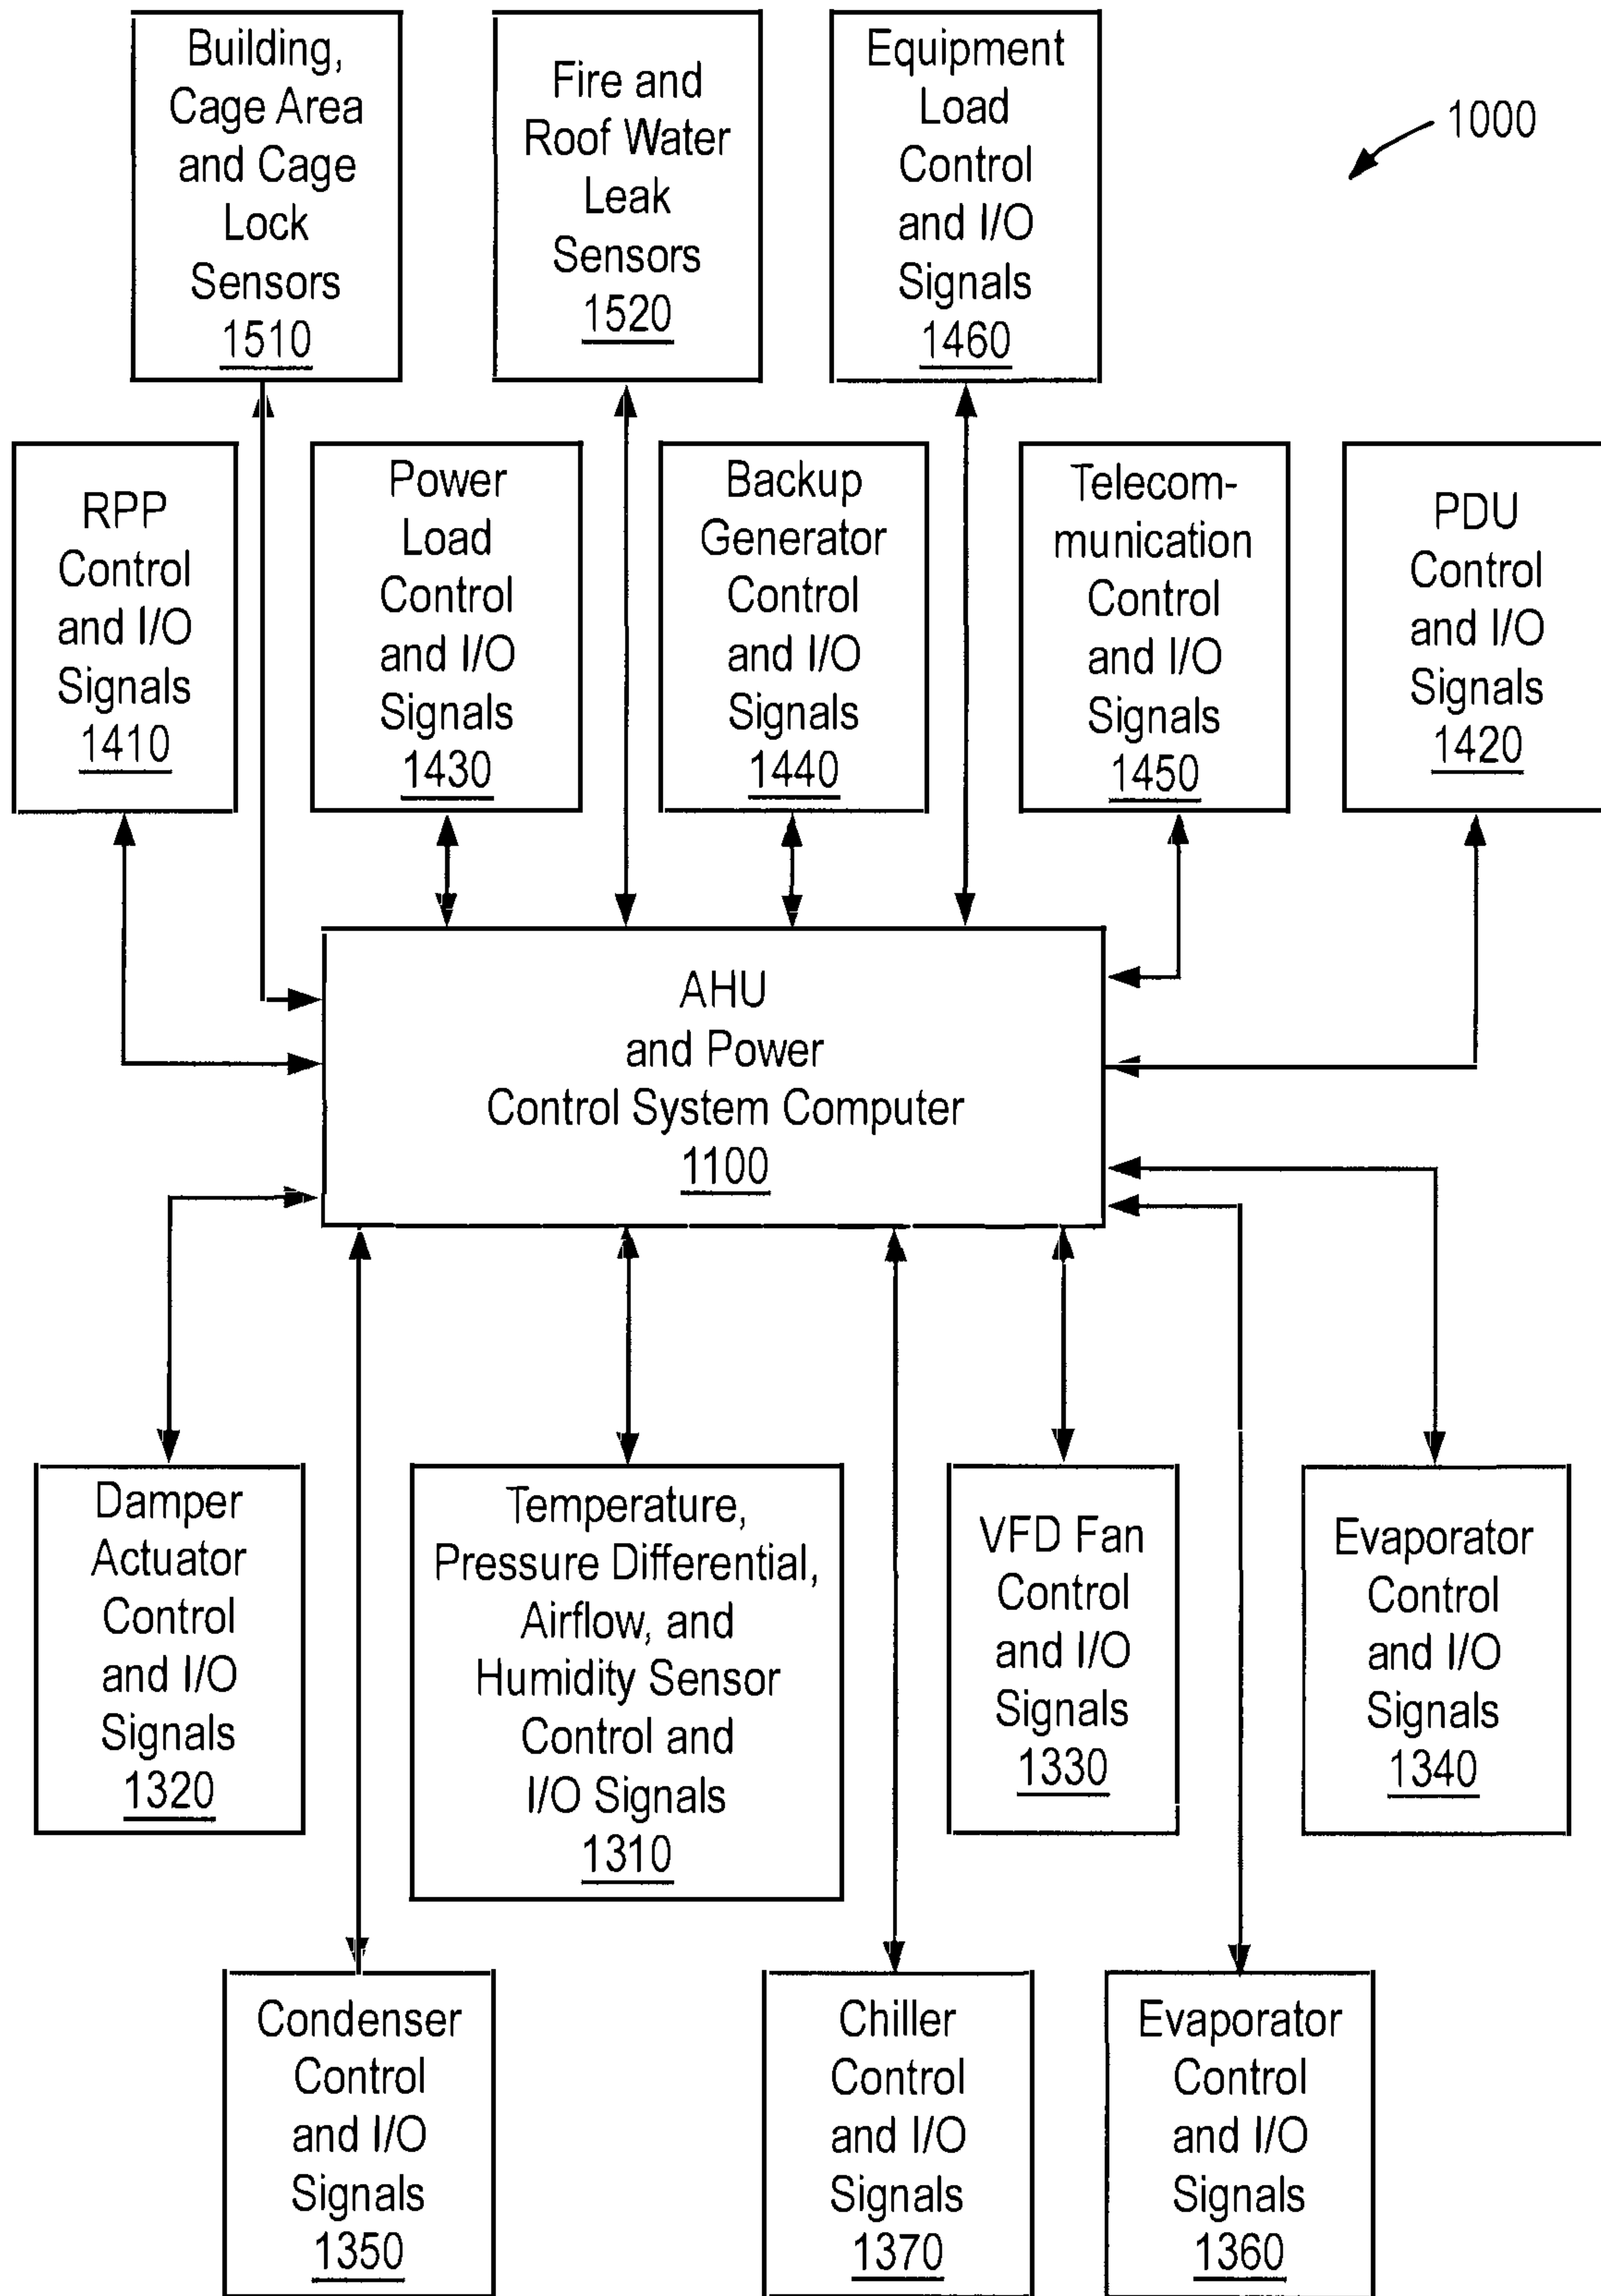 Building,
Cage Area
and Cage
Lock
Sensors
1510
Fire and
Roof Water
Leak
Sensors
1520
Equipment
Load
Control
and I/O
Signals
1460
1000
RPP
Control
and I/O
Signals
1410
Power
Load
Control
and I/O
Signals
1430
Backup
Generator
Control
and I/O
Signals
1440
Telecom-
munication
Control
and I/O
Signals
1450
PDU
Control
and I/O
Signals
1420
AHU
and Power
Control System Computer
1100
Damper
Actuator
Control
and I/O
Signals
1320
Temperature,
Pressure Differential,
Airflow, and
Humidity Sensor
Control and
I/O Signals
1310
VFD Fan
Control
and I/O
Signals
1330
Evaporator
Control
and I/O
Signals
1340
Condenser
Control
and I/O
Signals
1350
Chiller
Control
and I/O
Signals
1370
Evaporator
Control
and I/O
Signals
1360